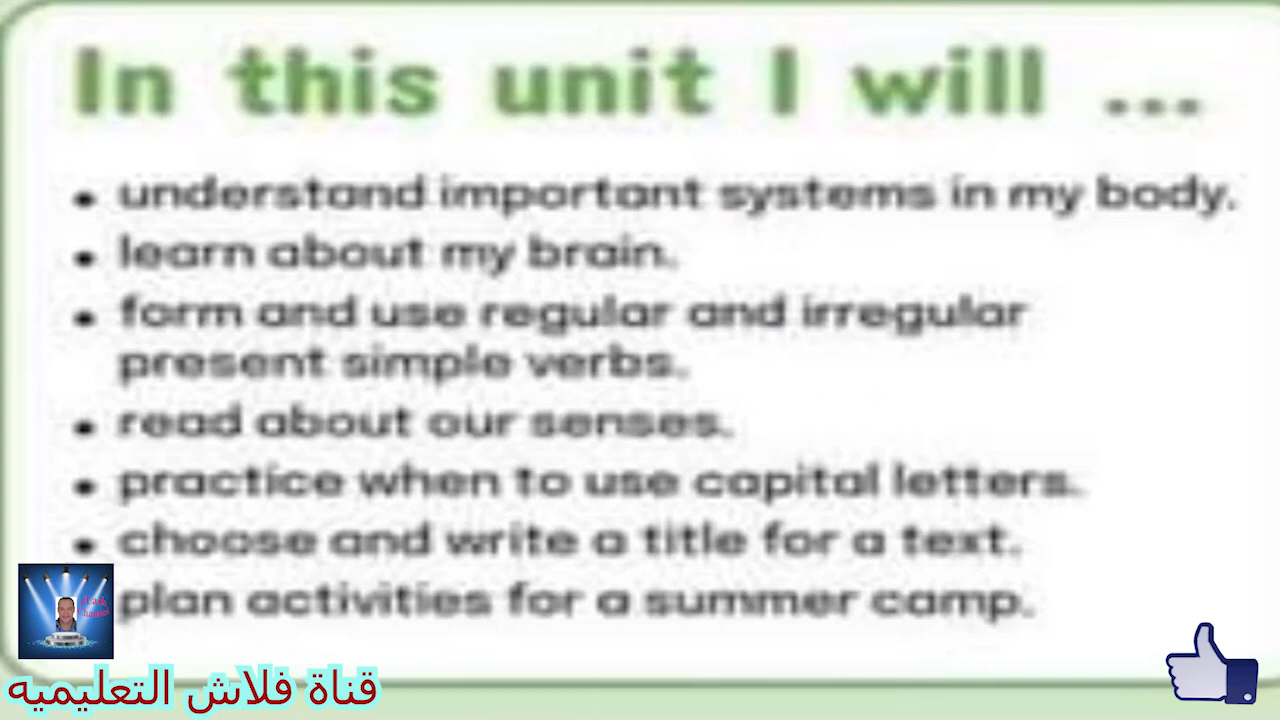 In this unit I will ...
• understand important systems in my body.
• learn about my brain.
• form and use regular and irregular
present simple verbs.
• read about our senses.
• practice when to use capital letters.
• choose and write a title for a text.
plan activities for a summer camp.
قناة فلاش التعليميه